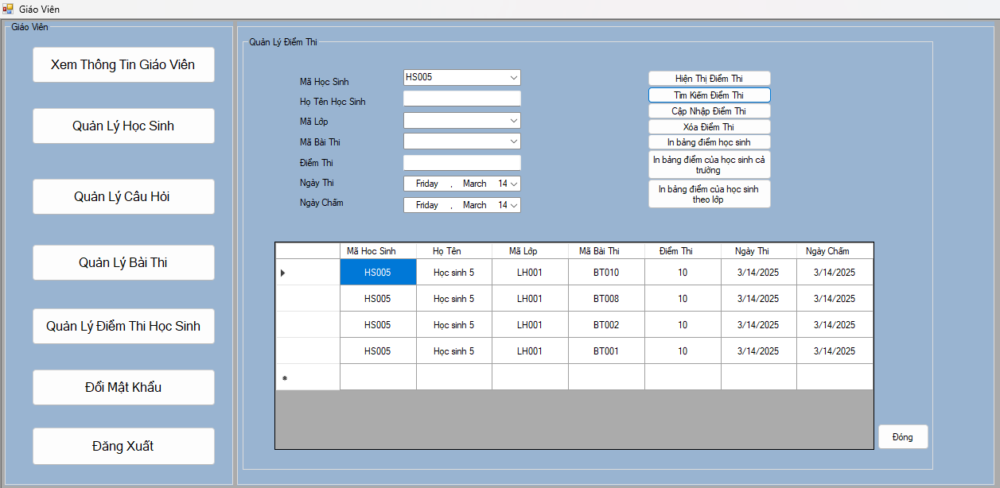 Giáo Viên
Giáo Viên
Xem Thông Tin Giáo Viên
Quản Lý Học Sinh
Quản Lý Câu Hỏi
Quản Lý Bài Thi
Quản Lý Điểm Thi Học Sinh
Đổi Mật Khẩu
Đăng Xuất
Quản Lý Điểm Thi
Mã Học Sinh HS005
Họ Tên Học Sinh
Mã Lớp
Mã Bài Thi
Điểm Thi
Ngày Thi Friday , March 14
Ngày Chấm Friday , March 14
Hiện Thị Điểm Thi
Tìm Kiếm Điểm Thi
Cập Nhập Điểm Thi
Xóa Điểm Thi
In bảng điểm học sinh
In bảng điểm của học sinh cả
trường
In bảng điểm của học sinh
theo lớp
Mã Học Sinh Họ Tên Mã Lớp Mã Bài Thi Điểm Thi Ngày Thi Ngày Chấm
HS005 Học sinh 5 LH001 BT010 10 3/14/2025 3/14/2025
HS005 Học sinh 5 LH001 BT008 10 3/14/2025 3/14/2025
HS005 Học sinh 5 LH001 BT002 10 3/14/2025 3/14/2025
HS005 Học sinh 5 LH001 BT001 10 3/14/2025 3/14/2025
Đóng